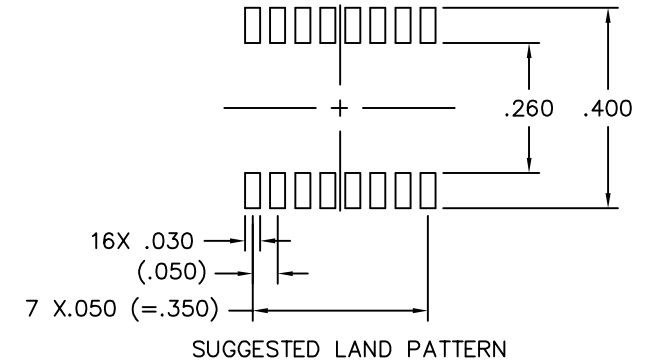 .260 .400
16X .030
(.050)
7 X.050 (=.350)
SUGGESTED LAND PATTERN